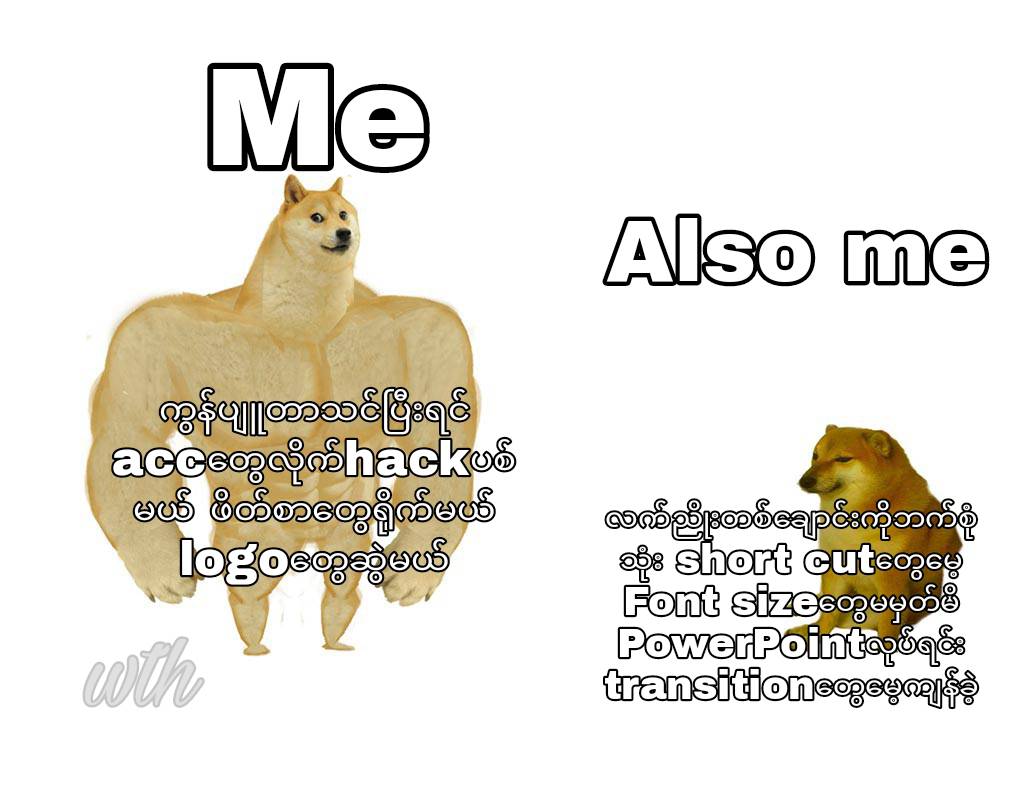 Me
ကွန်ပျူတာသင်ပြီးရင်
accတွေလိုက်hackပပစ်
မယ် ဖိတ်စာတွေရိုက်မယ်
logoတွေဆွဲမယ်
wth
Also me
လက်ညှိုးတစ်ချောင်းကိုဘက်စုံ
သုံး short cutတွေမေ့
Font sizeတွေမမှတ်မိ
PowerPointလုပ်ရင်း
transitionတွေမေ့ကျန်ခဲ့